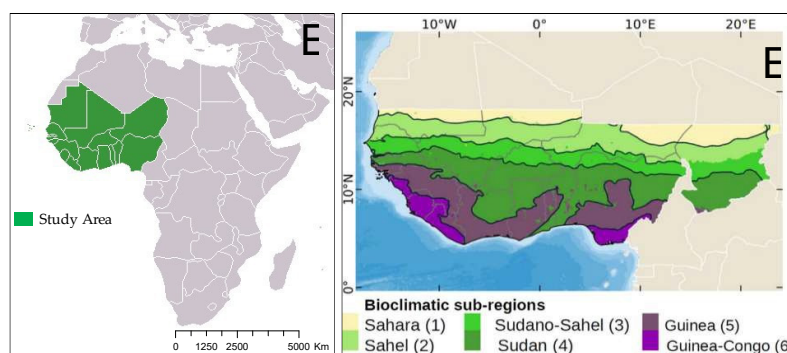 E
Study Area
0 1250 2500 5000 Km
10°W 0° 20°E
E
20°N
10°N
0°
Bioclimatic sub-regions
Sahara (1) Sudano-Sahel (3) Guinea (5)
Sahel (2) Sudan (4) Guinea-Congo (6